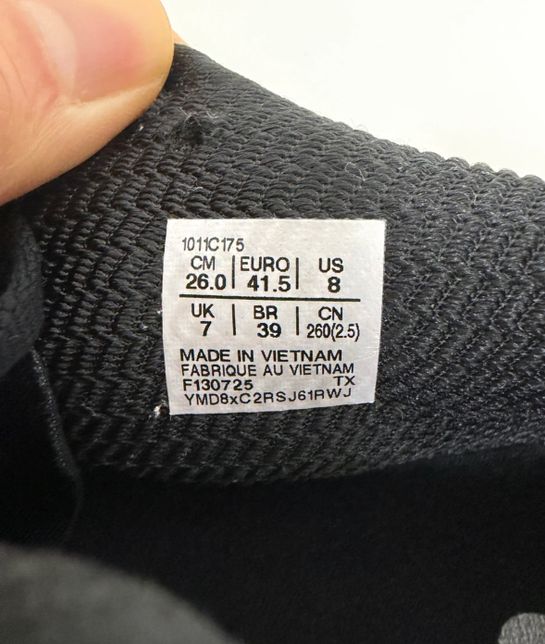 1011C175
CM | EURO | US
26.0 | 41.5 | 8
UK | BR | CN
7 | 39 | 260(2.5)
MADE IN VIETNAM
FABRIQUE AU VIETNAM
F130725 TX
YMD8xC2RSJ61RWJ